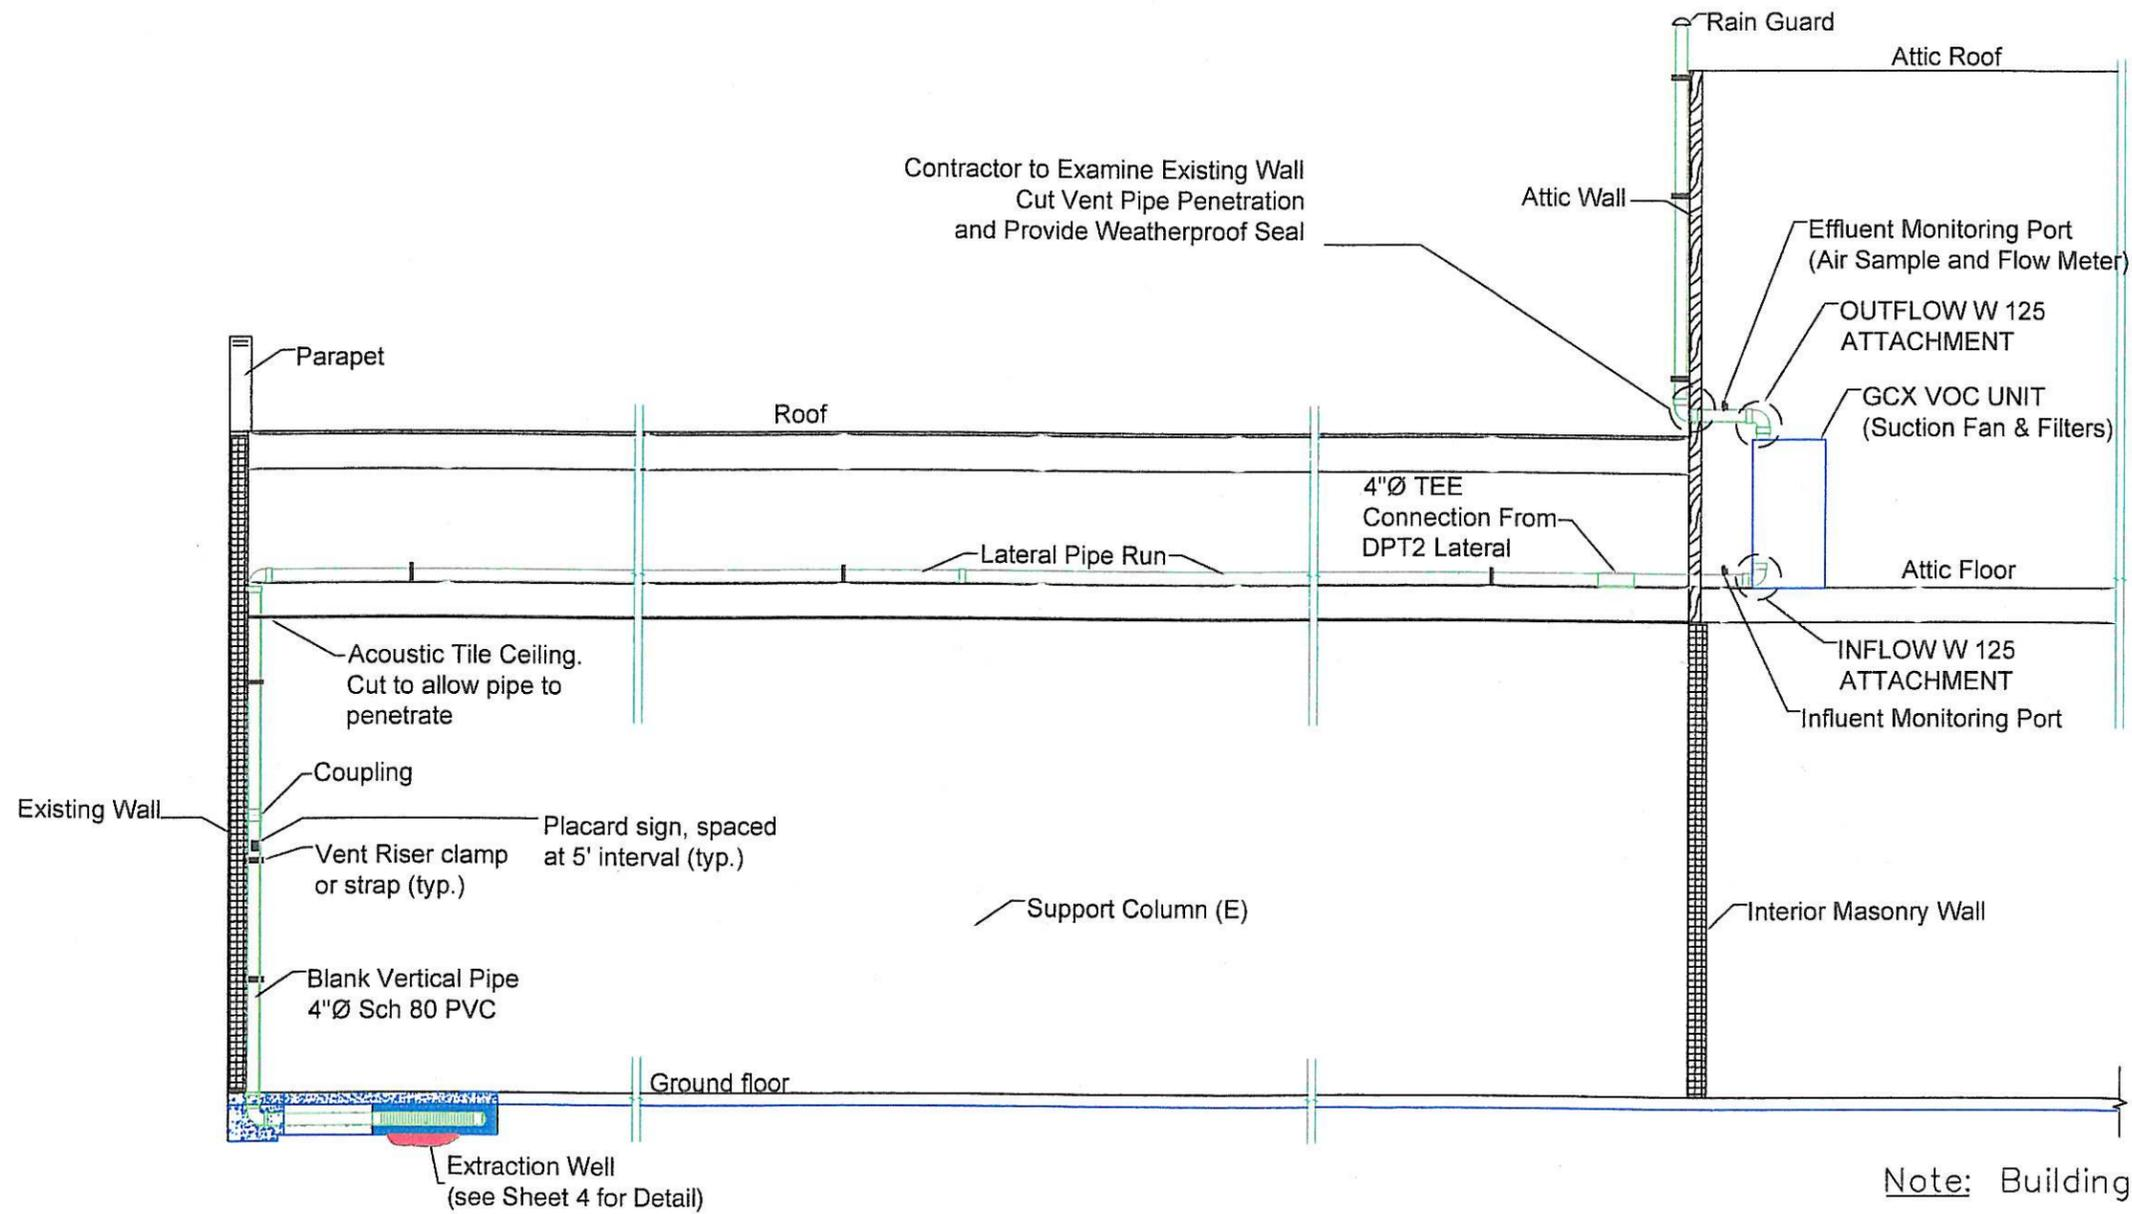 Rain Guard
Attic Roof
Contractor to Examine Existing Wall
Cut Vent Pipe Penetration
and Provide Weatherproof Seal
Attic Wall
Effluent Monitoring Port
(Air Sample and Flow Meter)
OUTFLOW W 125
ATTACHMENT
Parapet
GCX VOC UNIT
(Suction Fan & Filters)
Roof
4"Ø TEE
Connection From
DPT2 Lateral
Lateral Pipe Run
Attic Floor
Acoustic Tile Ceiling.
Cut to allow pipe to
penetrate
INFLOW W 125
ATTACHMENT
Influent Monitoring Port
Coupling
Existing Wall
Placard sign, spaced
at 5' interval (typ.)
Vent Riser clamp
or strap (typ.)
Support Column (E)
Interior Masonry Wall
Blank Vertical Pipe
4"Ø Sch 80 PVC
Ground floor
Extraction Well
(see Sheet 4 for Detail)
Note: Building